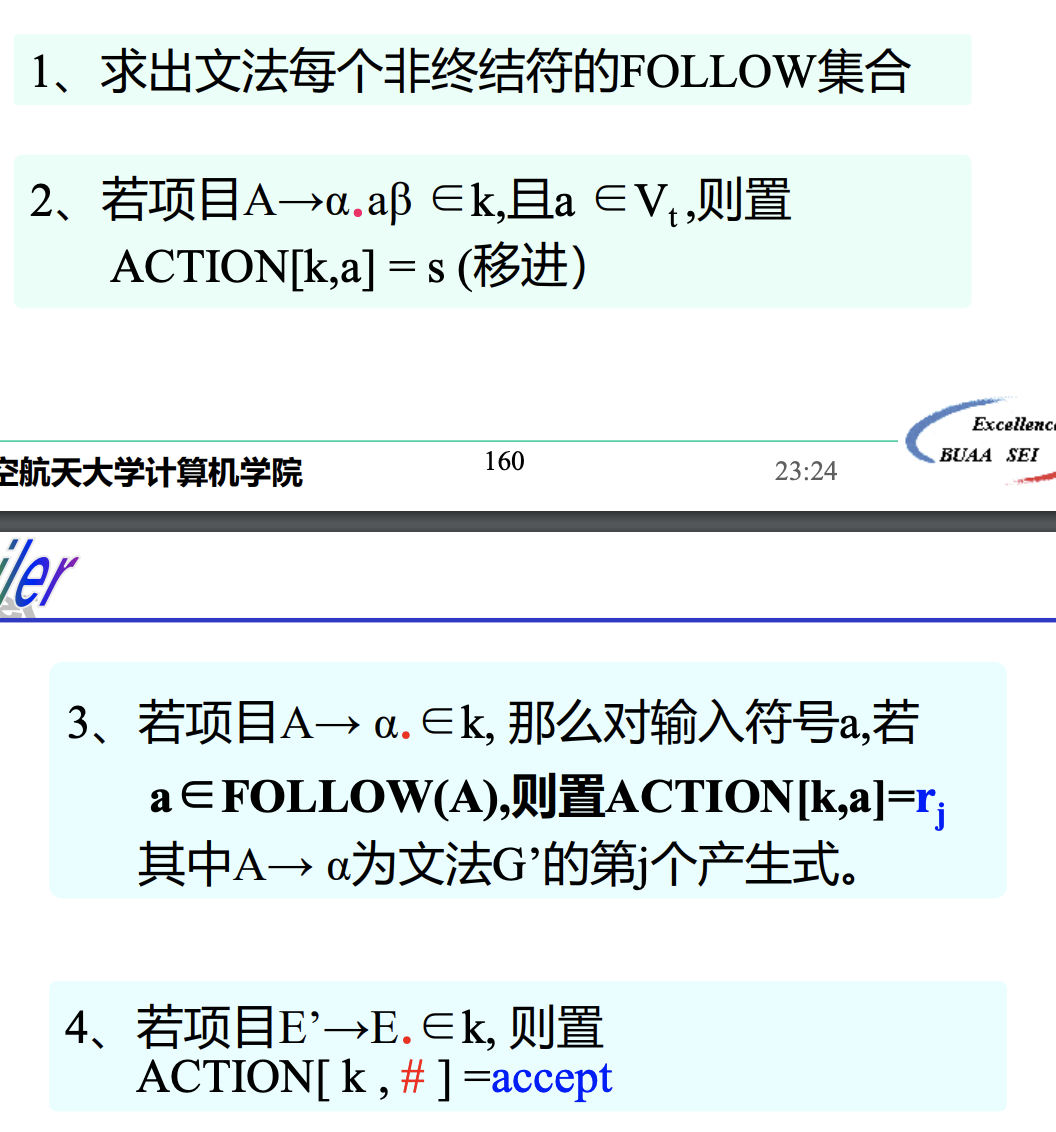 1、求出文法每个非终结符的FOLLOW集合
2、若项目A→α.aβ ∈k,且a ∈Vt,则置
ACTION[k,a] = s (移进）
Excellence
BUAA SEI
空航天大学计算机学院
160
23:24
iler
3、若项目A→ α.∈k, 那么对输入符号a,若
a∈FOLLOW(A),则置ACTION[k,a]=rj
其中A→ α为文法G’的第j个产生式。
4、若项目E’→E.∈k, 则置
ACTION[ k , # ] =accept